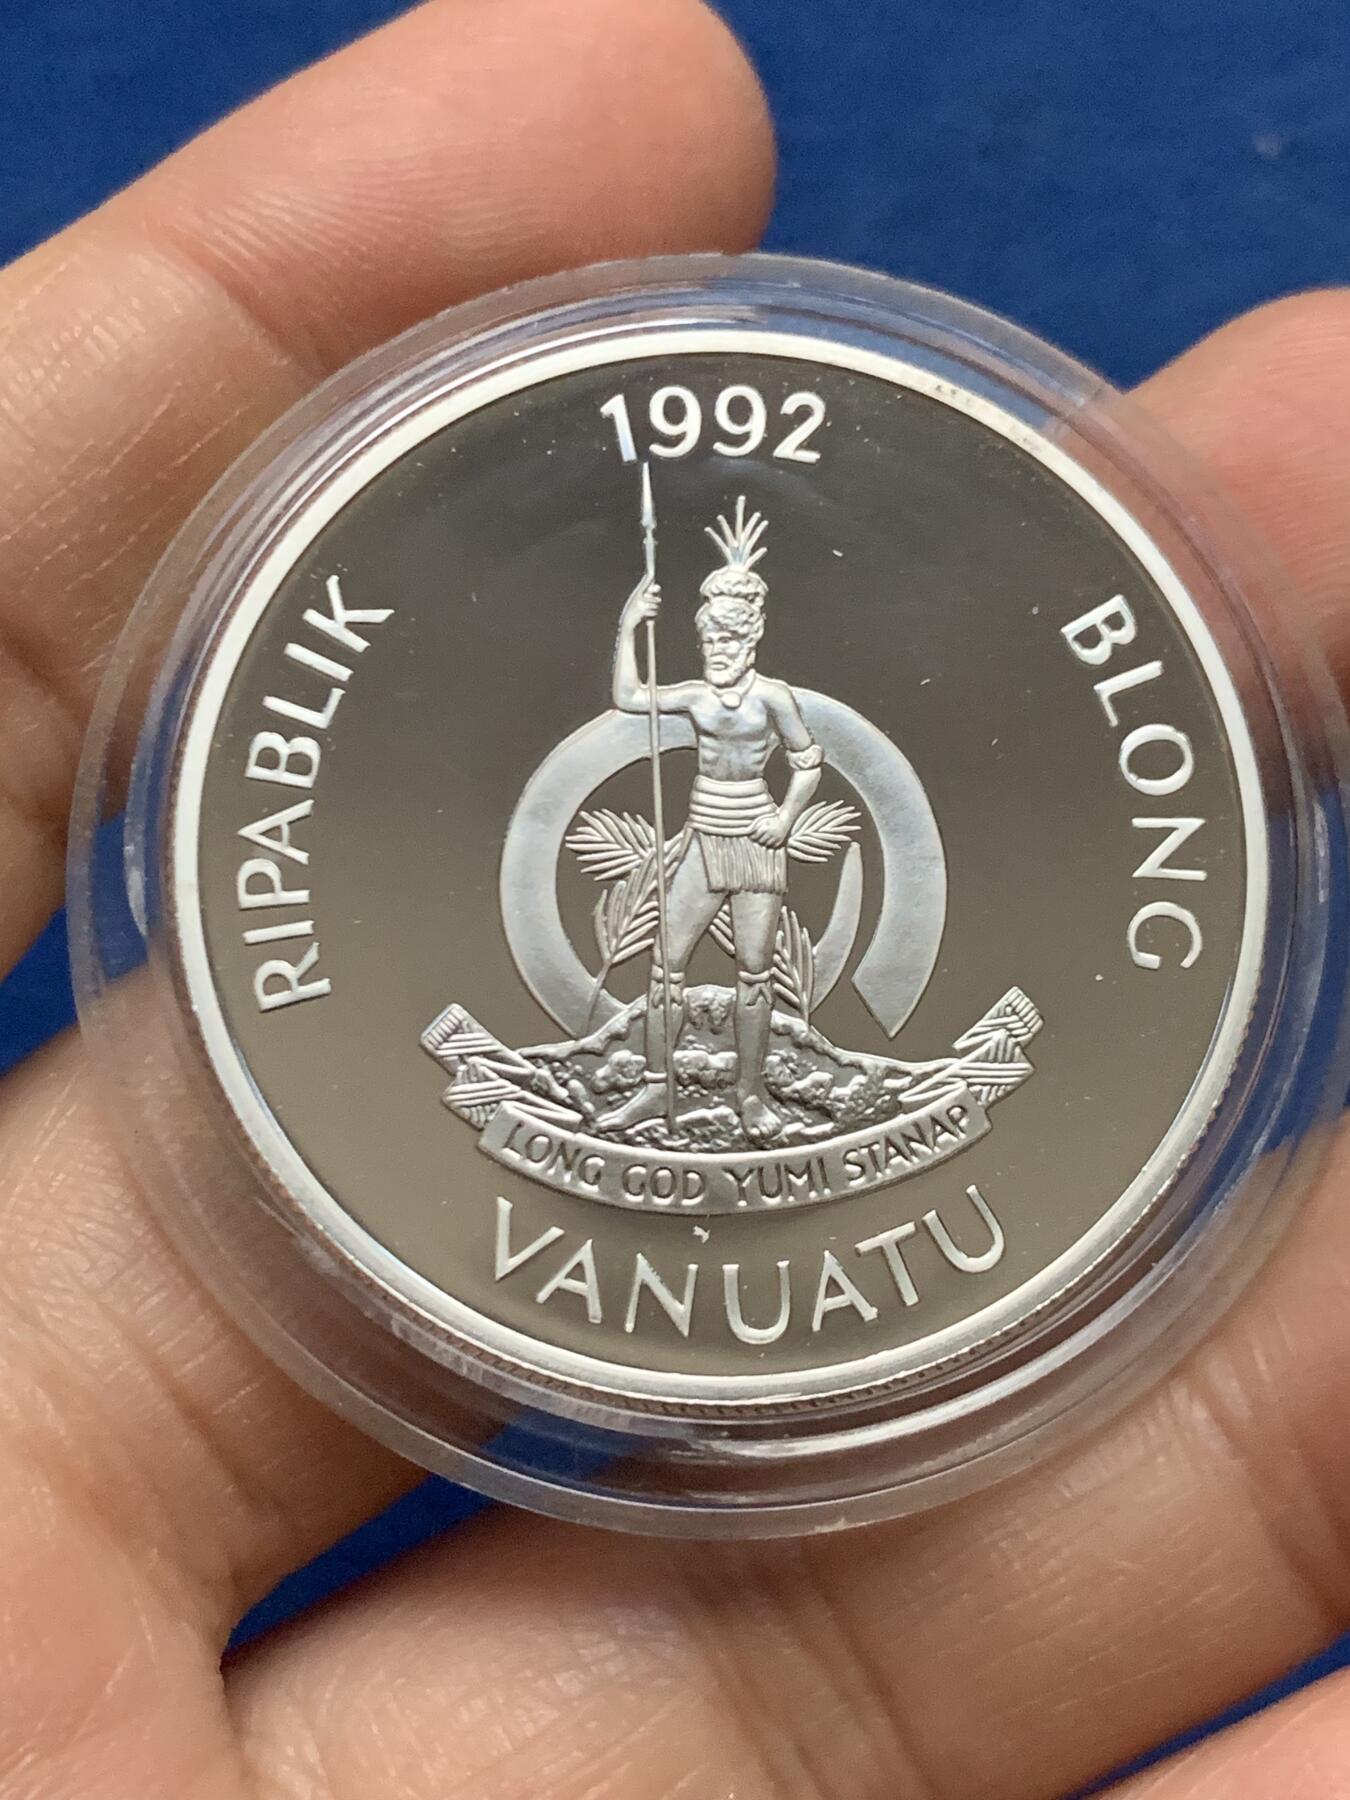 1992
RIPABLIK
BLONG
LONG GOD YUMI STANAP
VANUATU